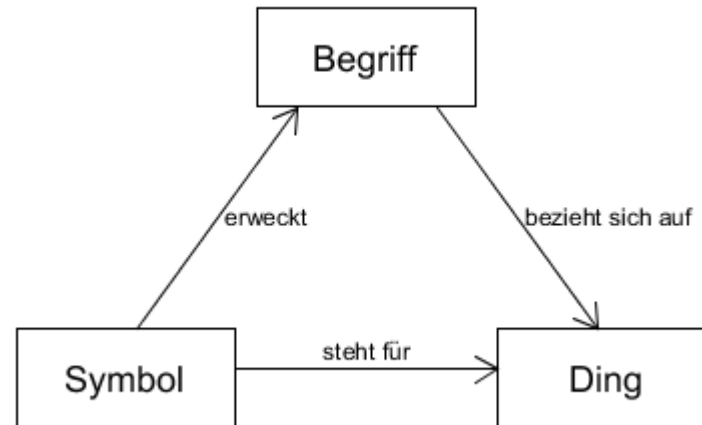 Begriff
erweckt
bezieht sich auf
steht für
Symbol
Ding